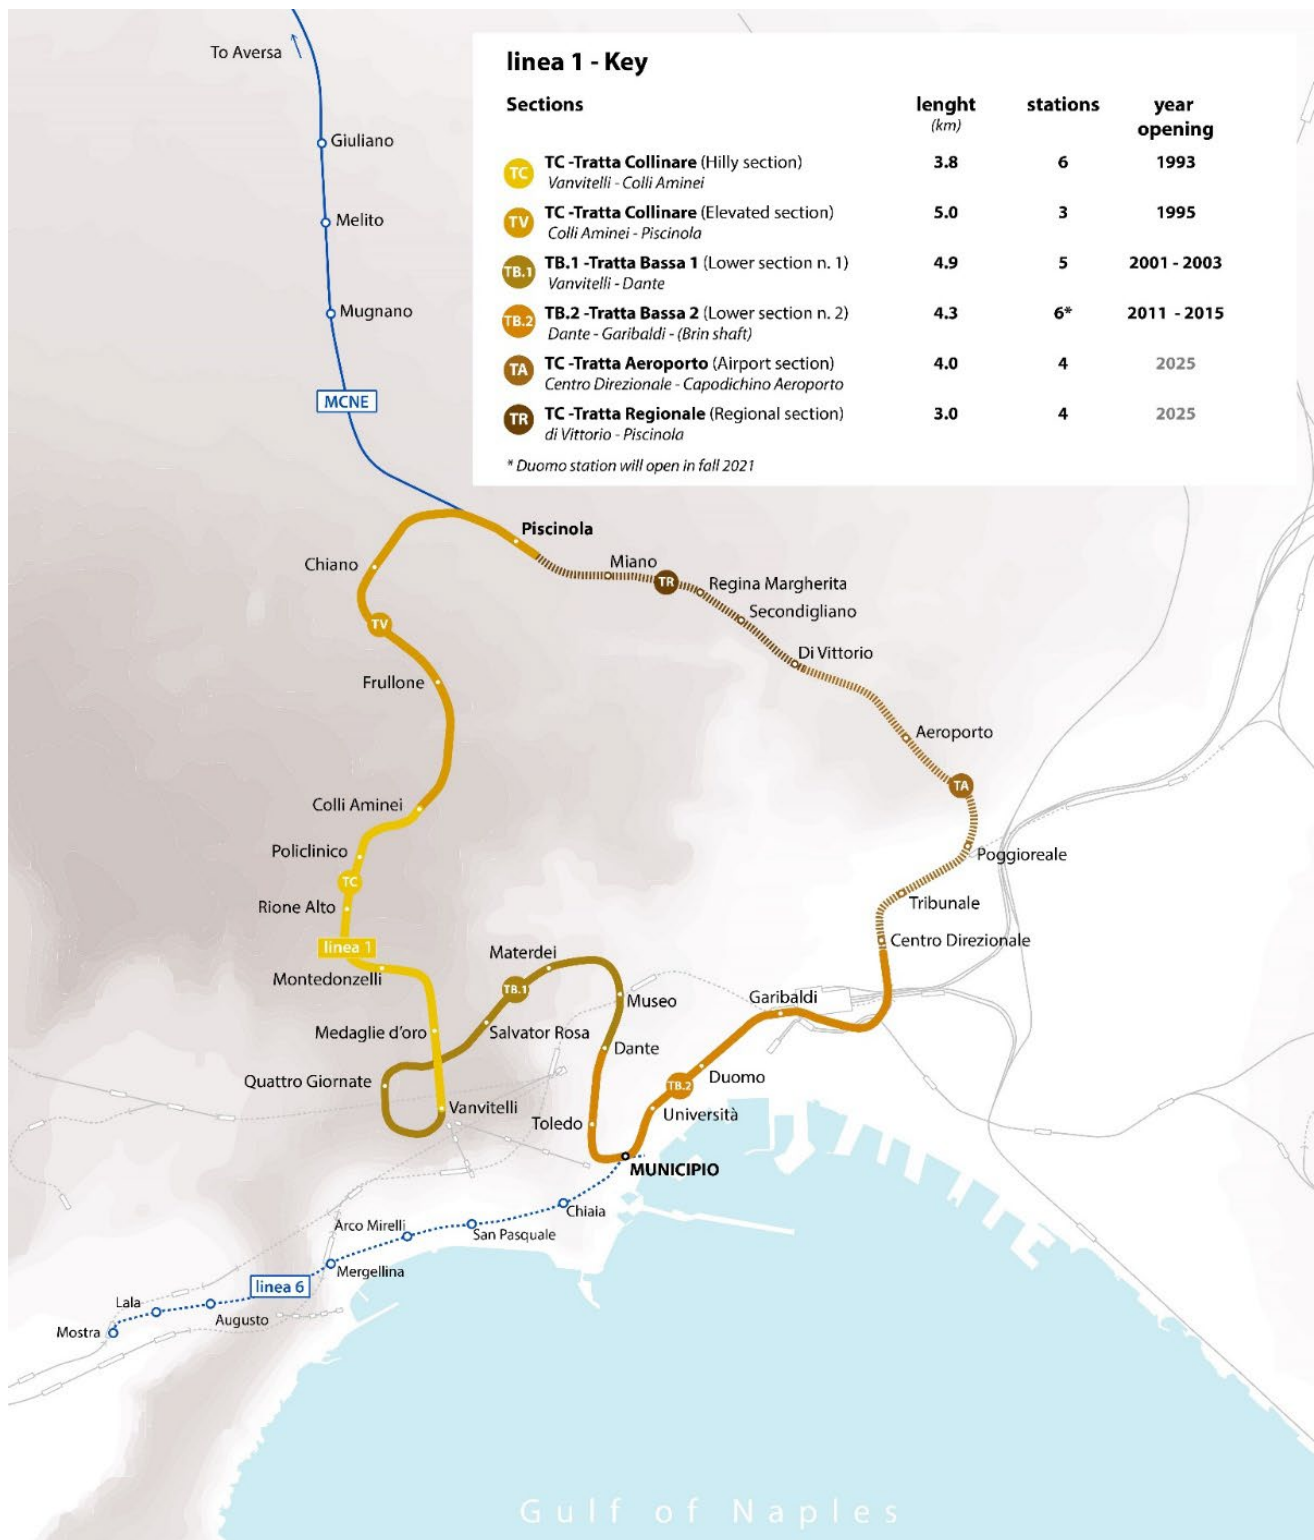 To Aversa
linea 1 - Key
Sections lenght stations year
(km) opening
TC TC -Tratta Collinare (Hilly section) 3.8 6 1993
Vanvitelli - Colli Aminei
TV TC -Tratta Collinare (Elevated section) 5.0 3 1995
Colli Aminei - Piscinola
TB.1 TB.1 -Tratta Bassa 1 (Lower section n. 1) 4.9 5 2001 - 2003
Vanvitelli - Dante
TB.2 TB.2 -Tratta Bassa 2 (Lower section n. 2) 4.3 6* 2011 - 2015
Dante - Garibaldi - (Brin shaft)
TA TC -Tratta Aeroporto (Airport section) 4.0 4 2025
Centro Direzionale - Capodichino Aeroporto
TR TC -Tratta Regionale (Regional section) 3.0 4 2025
di Vittorio - Piscinola
* Duomo station will open in fall 2021
Giuliano
Melito
Mugnano
MCNE
Piscinola
Chiano
Miano
TR
Regina Margherita
Secondigliano
TV
Di Vittorio
Frullone
Aeroporto
TA
Colli Aminei
Policlinico
Poggioreale
TC
Tribunale
Rione Alto
Centro Direzionale
linea 1
Materdei
Montedonzelli
TB.1
Museo
Garibaldi
Medaglie d'oro
Salvator Rosa
Dante
Quattro Giornate
Duomo
TB.2
Vanvitelli
Università
Toledo
MUNICIPIO
Chiaia
Arco Mirelli
San Pasquale
Mergellina
linea 6
Lala
Augusto
Mostra
Gulf of Naples